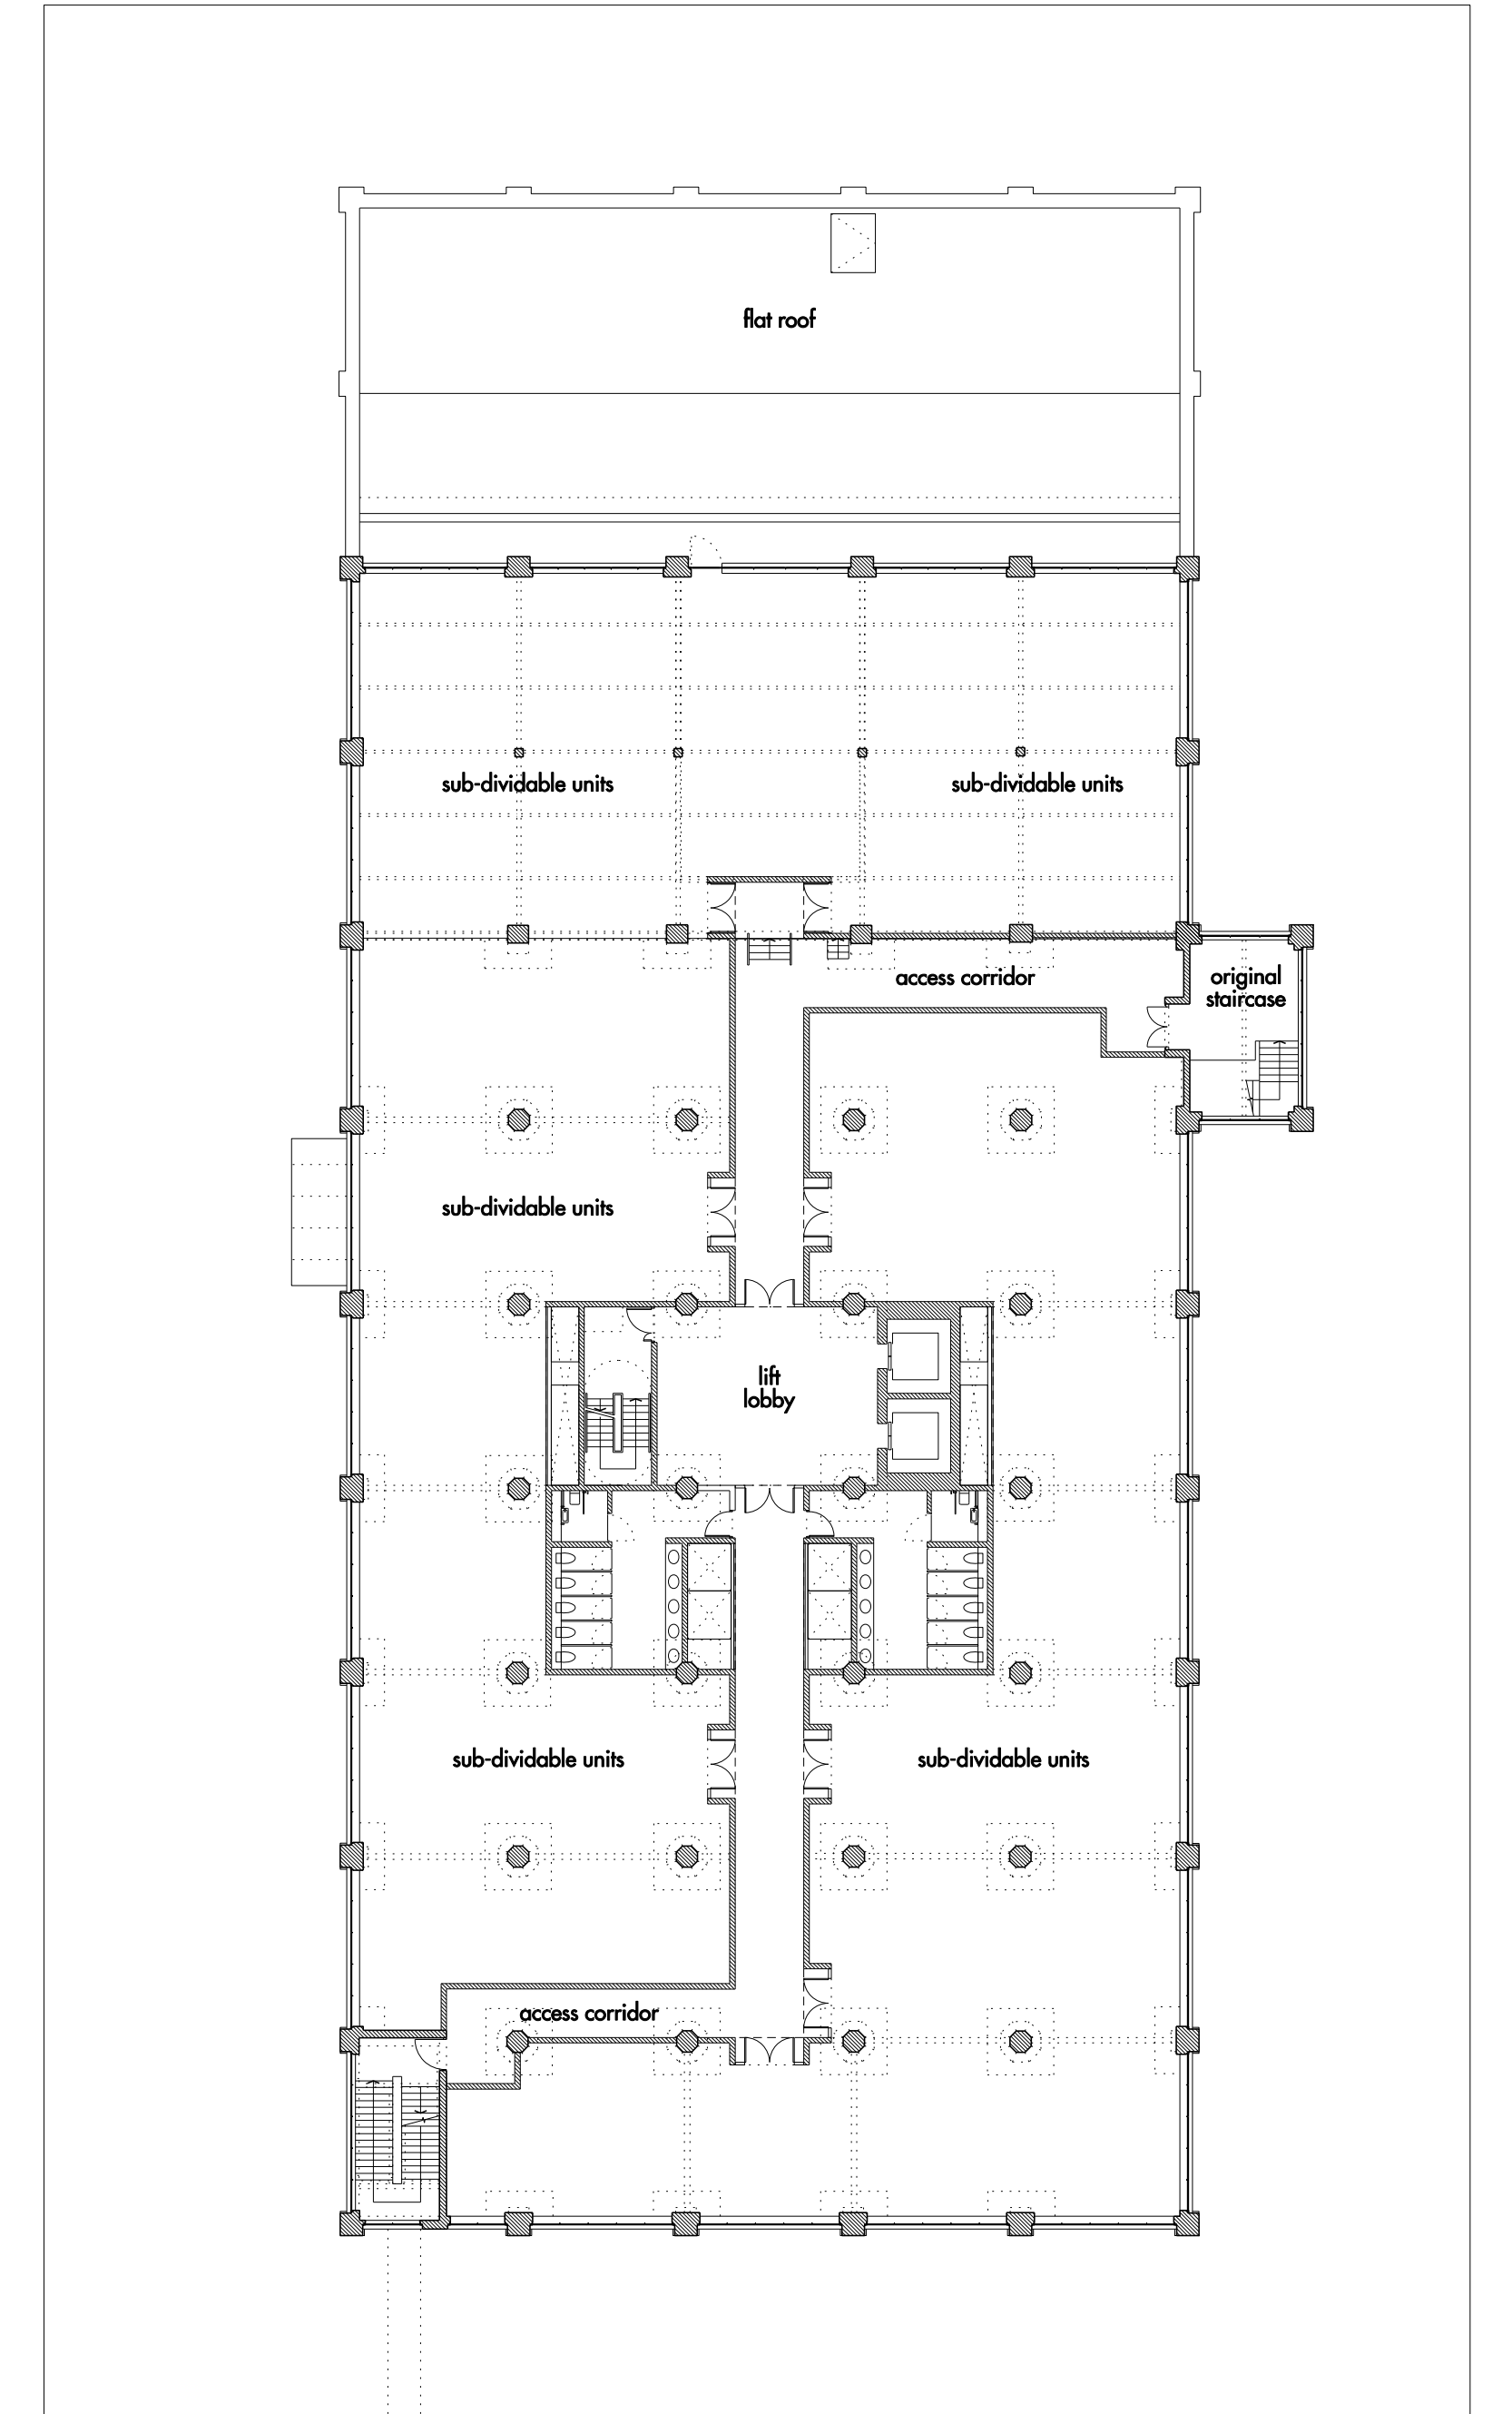 flat roof
sub-dividable units
sub-dividable units
access corridor
original
staircase
sub-dividable units
lift
lobby
sub-dividable units
sub-dividable units
access corridor